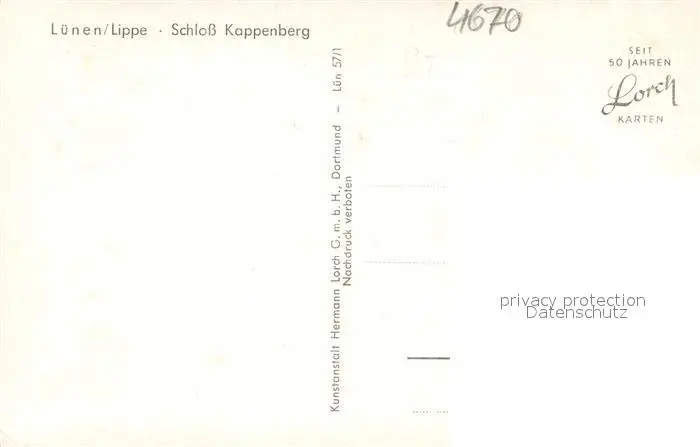 Lünen/Lippe · Schloß Kappenberg
4670
SEIT
50 JAHREN
Lorch
KARTEN
Kunstanstalt Hermann Lorch G. m. b. H., Dortmund – Lün 57/1
Nachdruck verboten
privacy protection
Datenschutz